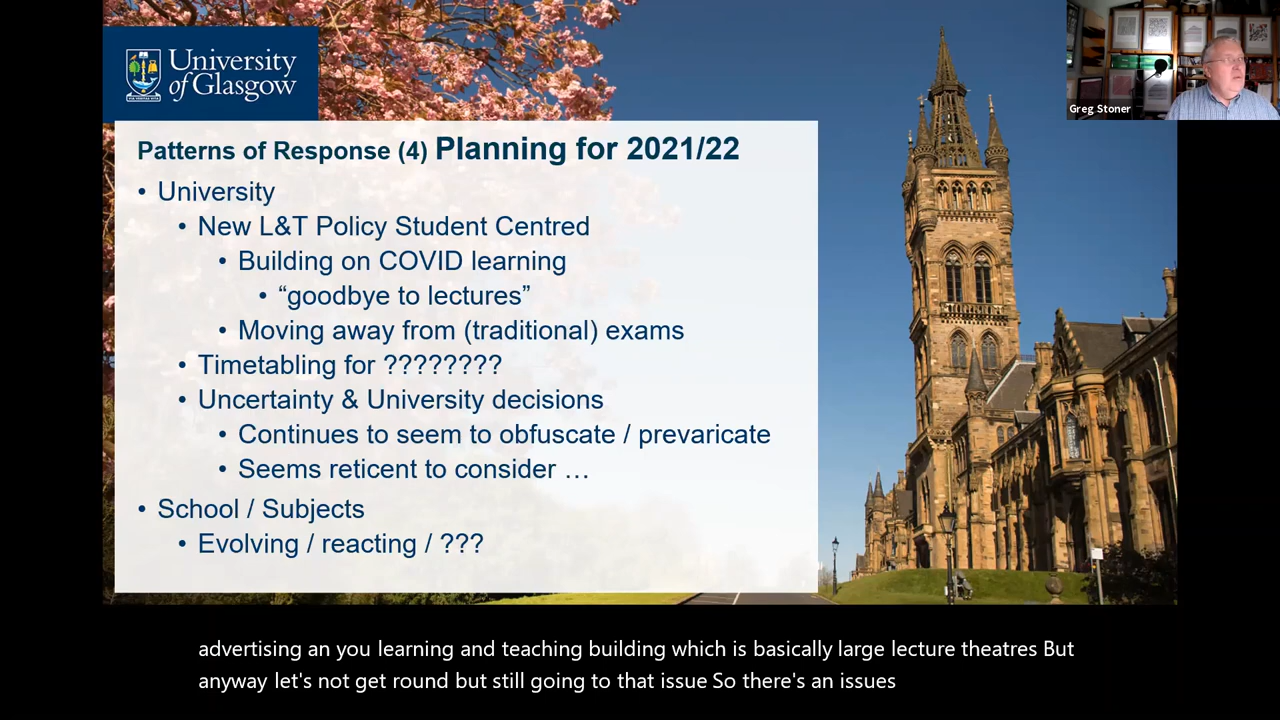 University
of Glasgow
Greg Stoner
Patterns of Response (4) Planning for 2021/22
• University
• New L&T Policy Student Centred
• Building on COVID learning
• “goodbye to lectures”
• Moving away from (traditional) exams
• Timetabling for ????????
• Uncertainty & University decisions
• Continues to seem to obfuscate / prevaricate
• Seems reticent to consider …
• School / Subjects
• Evolving / reacting / ???
advertising an you learning and teaching building which is basically large lecture theatres But
anyway let's not get round but still going to that issue So there's an issues